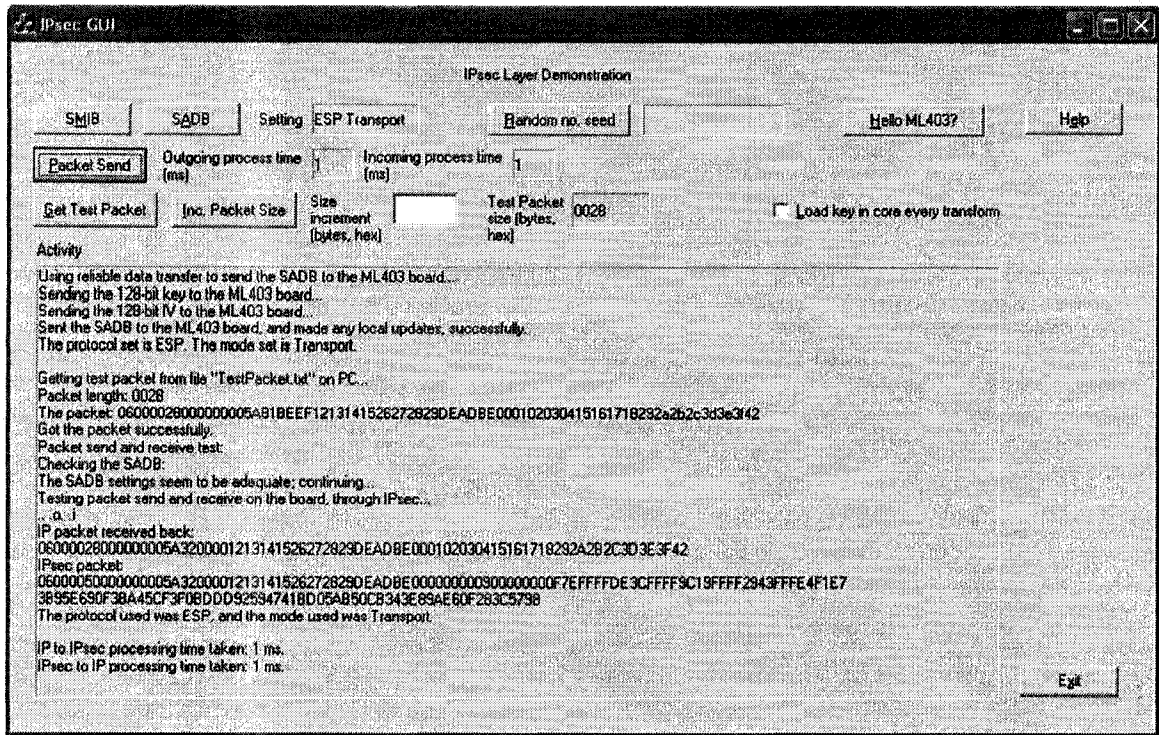 IPsec GUI
IPsec Layer Demonstration
SMIB SADB Setting ESP Transport Random no. seed Hello ML403? Help
Packet Send Outgoing process time (ms) 1 Incoming process time (ms) 1
Get Test Packet Inc. Packet Size Size increment (bytes, hex) Test Packet size (bytes, hex) 0028 Load key in core every transform
Activity
Using reliable data transfer to send the SADB to the ML403 board...
Sending the 128-bit key to the ML403 board...
Sending the 128-bit IV to the ML403 board...
Sent the SADB to the ML403 board, and made any local updates, successfully.
The protocol set is ESP. The mode set is Transport.
Getting test packet from file "TestPacket.txt" on PC...
Packet length: 0028
The packet:
Got the packet successfully.
Packet send and receive test:
Checking the SADB:
The SADB settings seem to be adequate; continuing...
Testing packet send and receive on the board, through IPsec...
.. .o. .i
IP packet received back:
IPsec packet:
The protocol used was ESP, and the mode used was Transport.
IP to IPsec processing time taken: 1 ms.
IPsec to IP processing time taken: 1 ms.
Exit